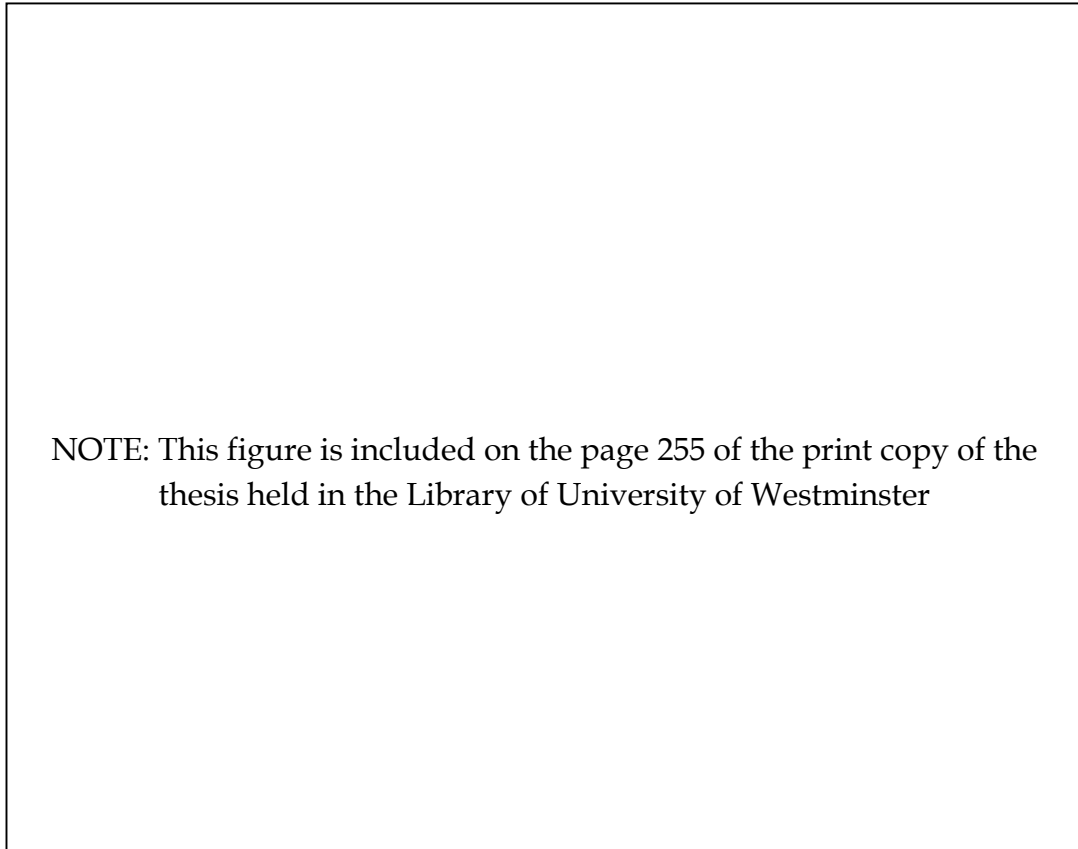 NOTE: This figure is included on the page 255 of the print copy of the
thesis held in the Library of University of Westminster